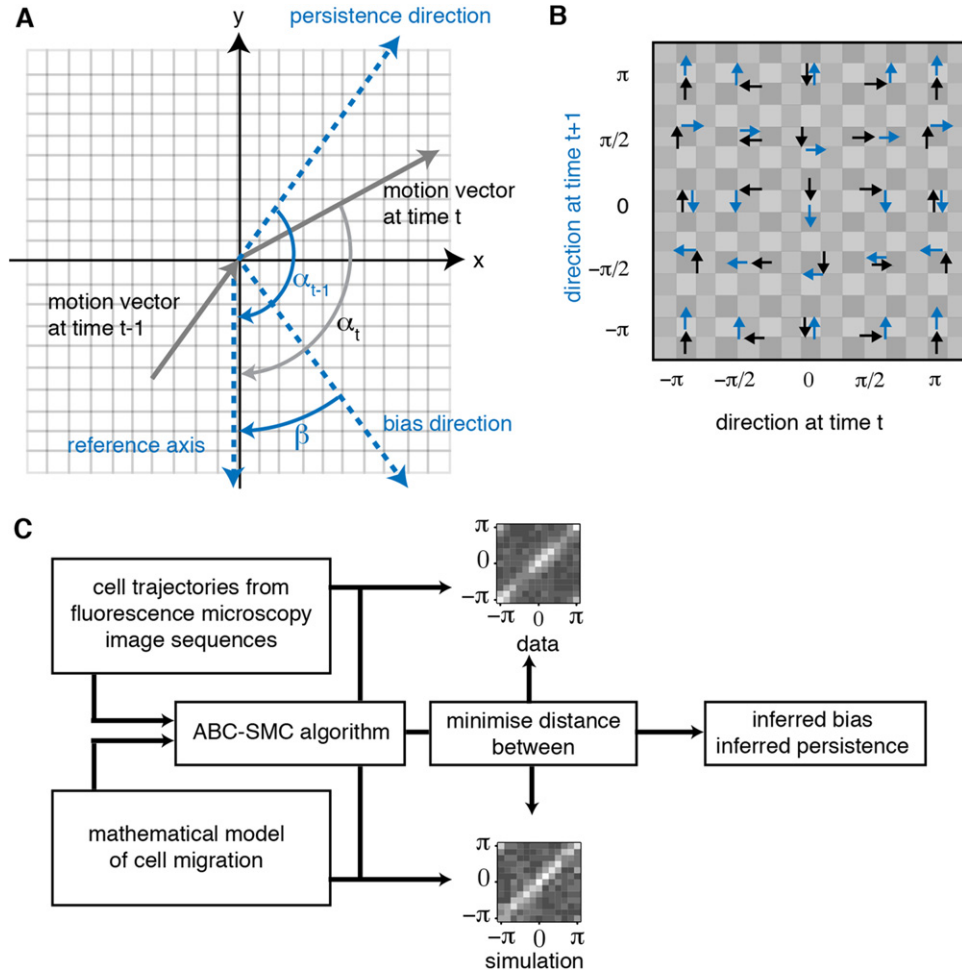 A
y
persistence direction
motion vector
at time t
x
motion vector
at time t-1
αt-1
αt
reference axis
β
bias direction
B
direction at time t+1
π
π/2
0
−π/2
−π
−π
−π/2
0
π/2
π
direction at time t
C
cell trajectories from
fluorescence microscopy
image sequences
ABC-SMC algorithm
mathematical model
of cell migration
π
0
−π
−π
0
π
data
minimise distance
between
inferred bias
inferred persistence
π
0
−π
−π
0
π
simulation